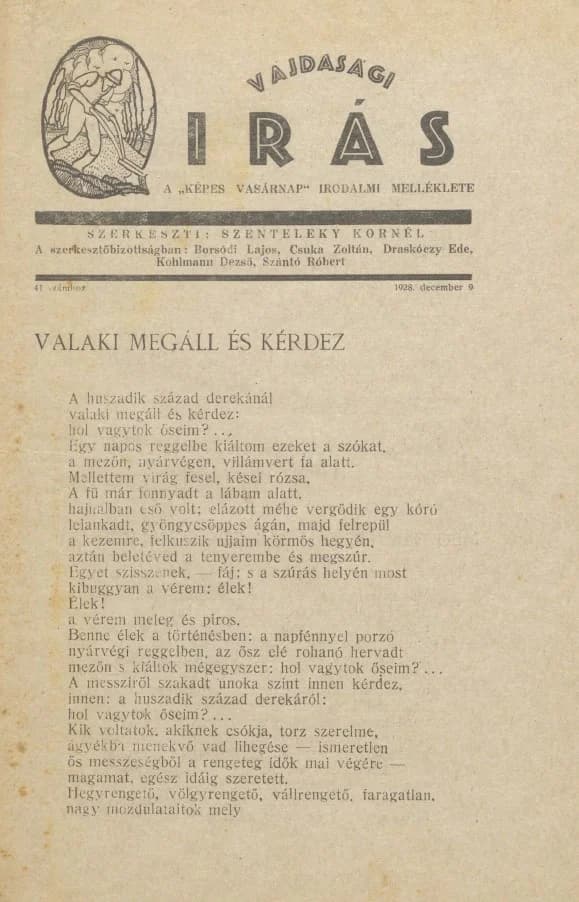 VAJDASÁGI
IRÁS
A „KÉPES VASÁRNAP“ IRODALMI MELLÉKLETE
SZERKESZTI: SZENTELEKY KORNÉL
A szerkesztőbizottságban: Borsódi Lajos, Csuka Zoltán, Draskóczy Ede,
Kohlmann Dezső, Szántó Róbert
1928. december 9
VALAKI MEGÁLL ÉS KÉRDEZ
A huszadik század derekánál
valaki megáll és kérdez:
hol vagytok őseim?...
Egy napos reggelbe kiáltom ezeket a szókat,
a mezőn, nyárvégen, villámvert fa alatt.
Mellettem virág fesel, kései rózsa,
A fü már fonnyadt a lábam alatt,
hajnalban eső volt; elázott méhe vergődik egy kóró
lelankadt, gyöngycsöppes ágán, majd felrepül
a kezemre, felkuszik ujjaim körmös hegyén,
aztán beletéved a tenyerembe és megszúr.
Egyet szisszenek, — fáj; s a szúrás helyén most
kibuggyan a vérem: élek!
Élek!
a vérem meleg és piros.
Benne élek a történésben: a napfénnyel porzó
nyárvégi reggelben, az ősz elé rohanó hervadt
mezőn s kiáltok mégegyszer: hol vagytok őseim?...
A messziről szakadt unoka szint innen kérdez,
innen: a huszadik század derekáról:
hol vagytok őseim?...
Kik voltatok, akiknek csókja, torz szerelme,
ágyékba menekvő vad lihegése — ismeretlen
ős messzeségből a rengeteg idők mai végére —
magamat, egész idáig szeretett.
Hegyrengető, völgyrengető, vállrengető, faragatlan,
nagy mozdulataitok mely